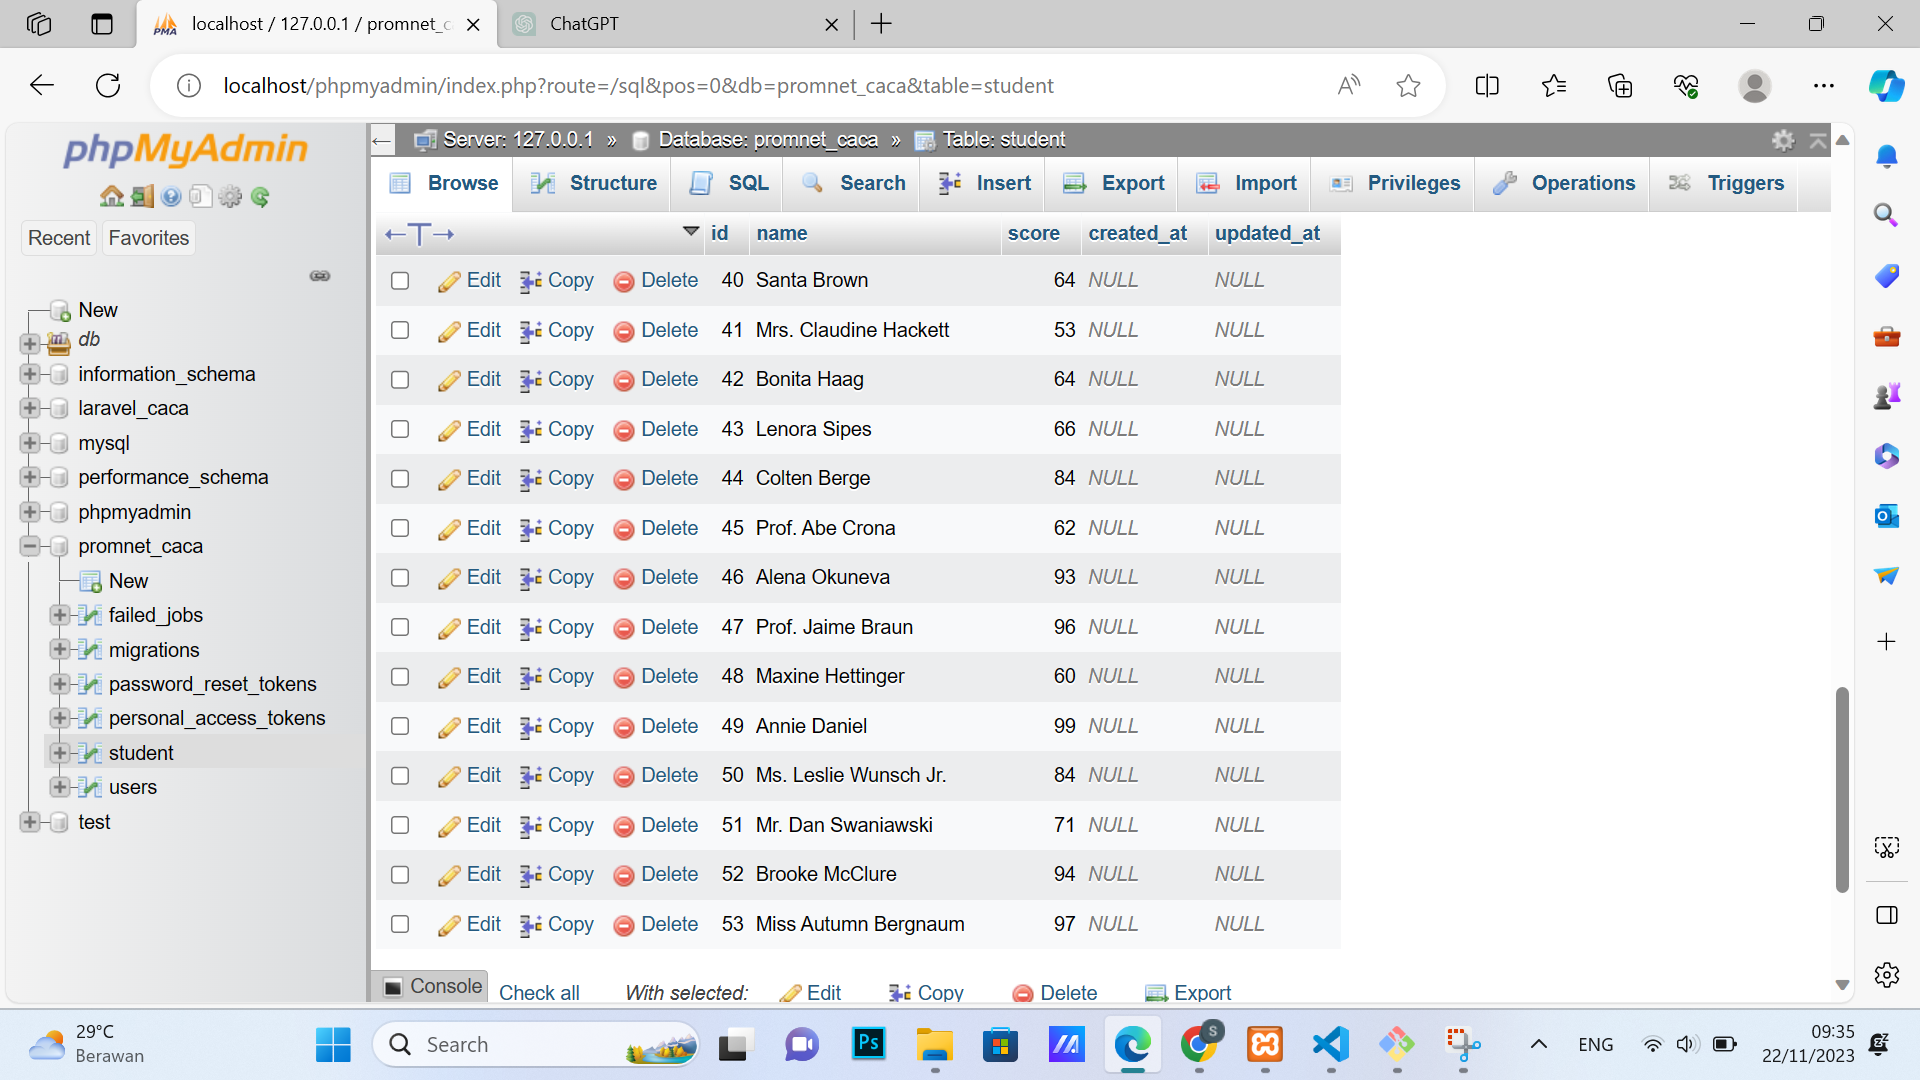 localhost / 127.0.0.1 / promnet_c
ChatGPT
localhost/phpmyadmin/index.php?route=/sql&pos=0&db=promnet_caca&table=student
phpMyAdmin
Recent
Favorites
New
db
information_schema
laravel_caca
mysql
performance_schema
phpmyadmin
promnet_caca
New
failed_jobs
migrations
password_reset_tokens
personal_access_tokens
student
users
test
Server: 127.0.0.1 » Database: promnet_caca » Table: student
Browse Structure SQL Search Insert Export Import Privileges Operations Triggers
←T→ id name score created_at updated_at
Edit Copy Delete 40 Santa Brown 64 NULL NULL
Edit Copy Delete 41 Mrs. Claudine Hackett 53 NULL NULL
Edit Copy Delete 42 Bonita Haag 64 NULL NULL
Edit Copy Delete 43 Lenora Sipes 66 NULL NULL
Edit Copy Delete 44 Colten Berge 84 NULL NULL
Edit Copy Delete 45 Prof. Abe Crona 62 NULL NULL
Edit Copy Delete 46 Alena Okuneva 93 NULL NULL
Edit Copy Delete 47 Prof. Jaime Braun 96 NULL NULL
Edit Copy Delete 48 Maxine Hettinger 60 NULL NULL
Edit Copy Delete 49 Annie Daniel 99 NULL NULL
Edit Copy Delete 50 Ms. Leslie Wunsch Jr. 84 NULL NULL
Edit Copy Delete 51 Mr. Dan Swaniawski 71 NULL NULL
Edit Copy Delete 52 Brooke McClure 94 NULL NULL
Edit Copy Delete 53 Miss Autumn Bergnaum 97 NULL NULL
Console Check all With selected: Edit Copy Delete Export
29°C
Berawan
Search
Ps
S
ENG
09:35
22/11/2023